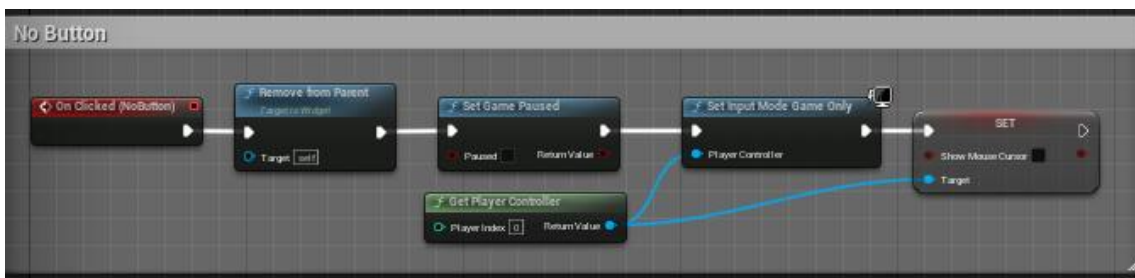 No Button
On Clicked (NoButton)
Remove from Parent
Target is Widget
Target self
Set Game Paused
Paused Return Value
Set Input Mode Game Only
Player Controller
SET
Show Mouse Cursor
Target
Get Player Controller
Player Index 0 Return Value